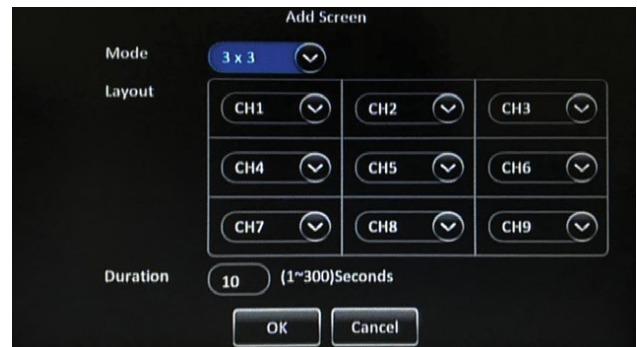 Add Screen
Mode 3 x 3
Layout
CH1 CH2 CH3
CH4 CH5 CH6
CH7 CH8 CH9
Duration 10 (1~300)Seconds
OK Cancel